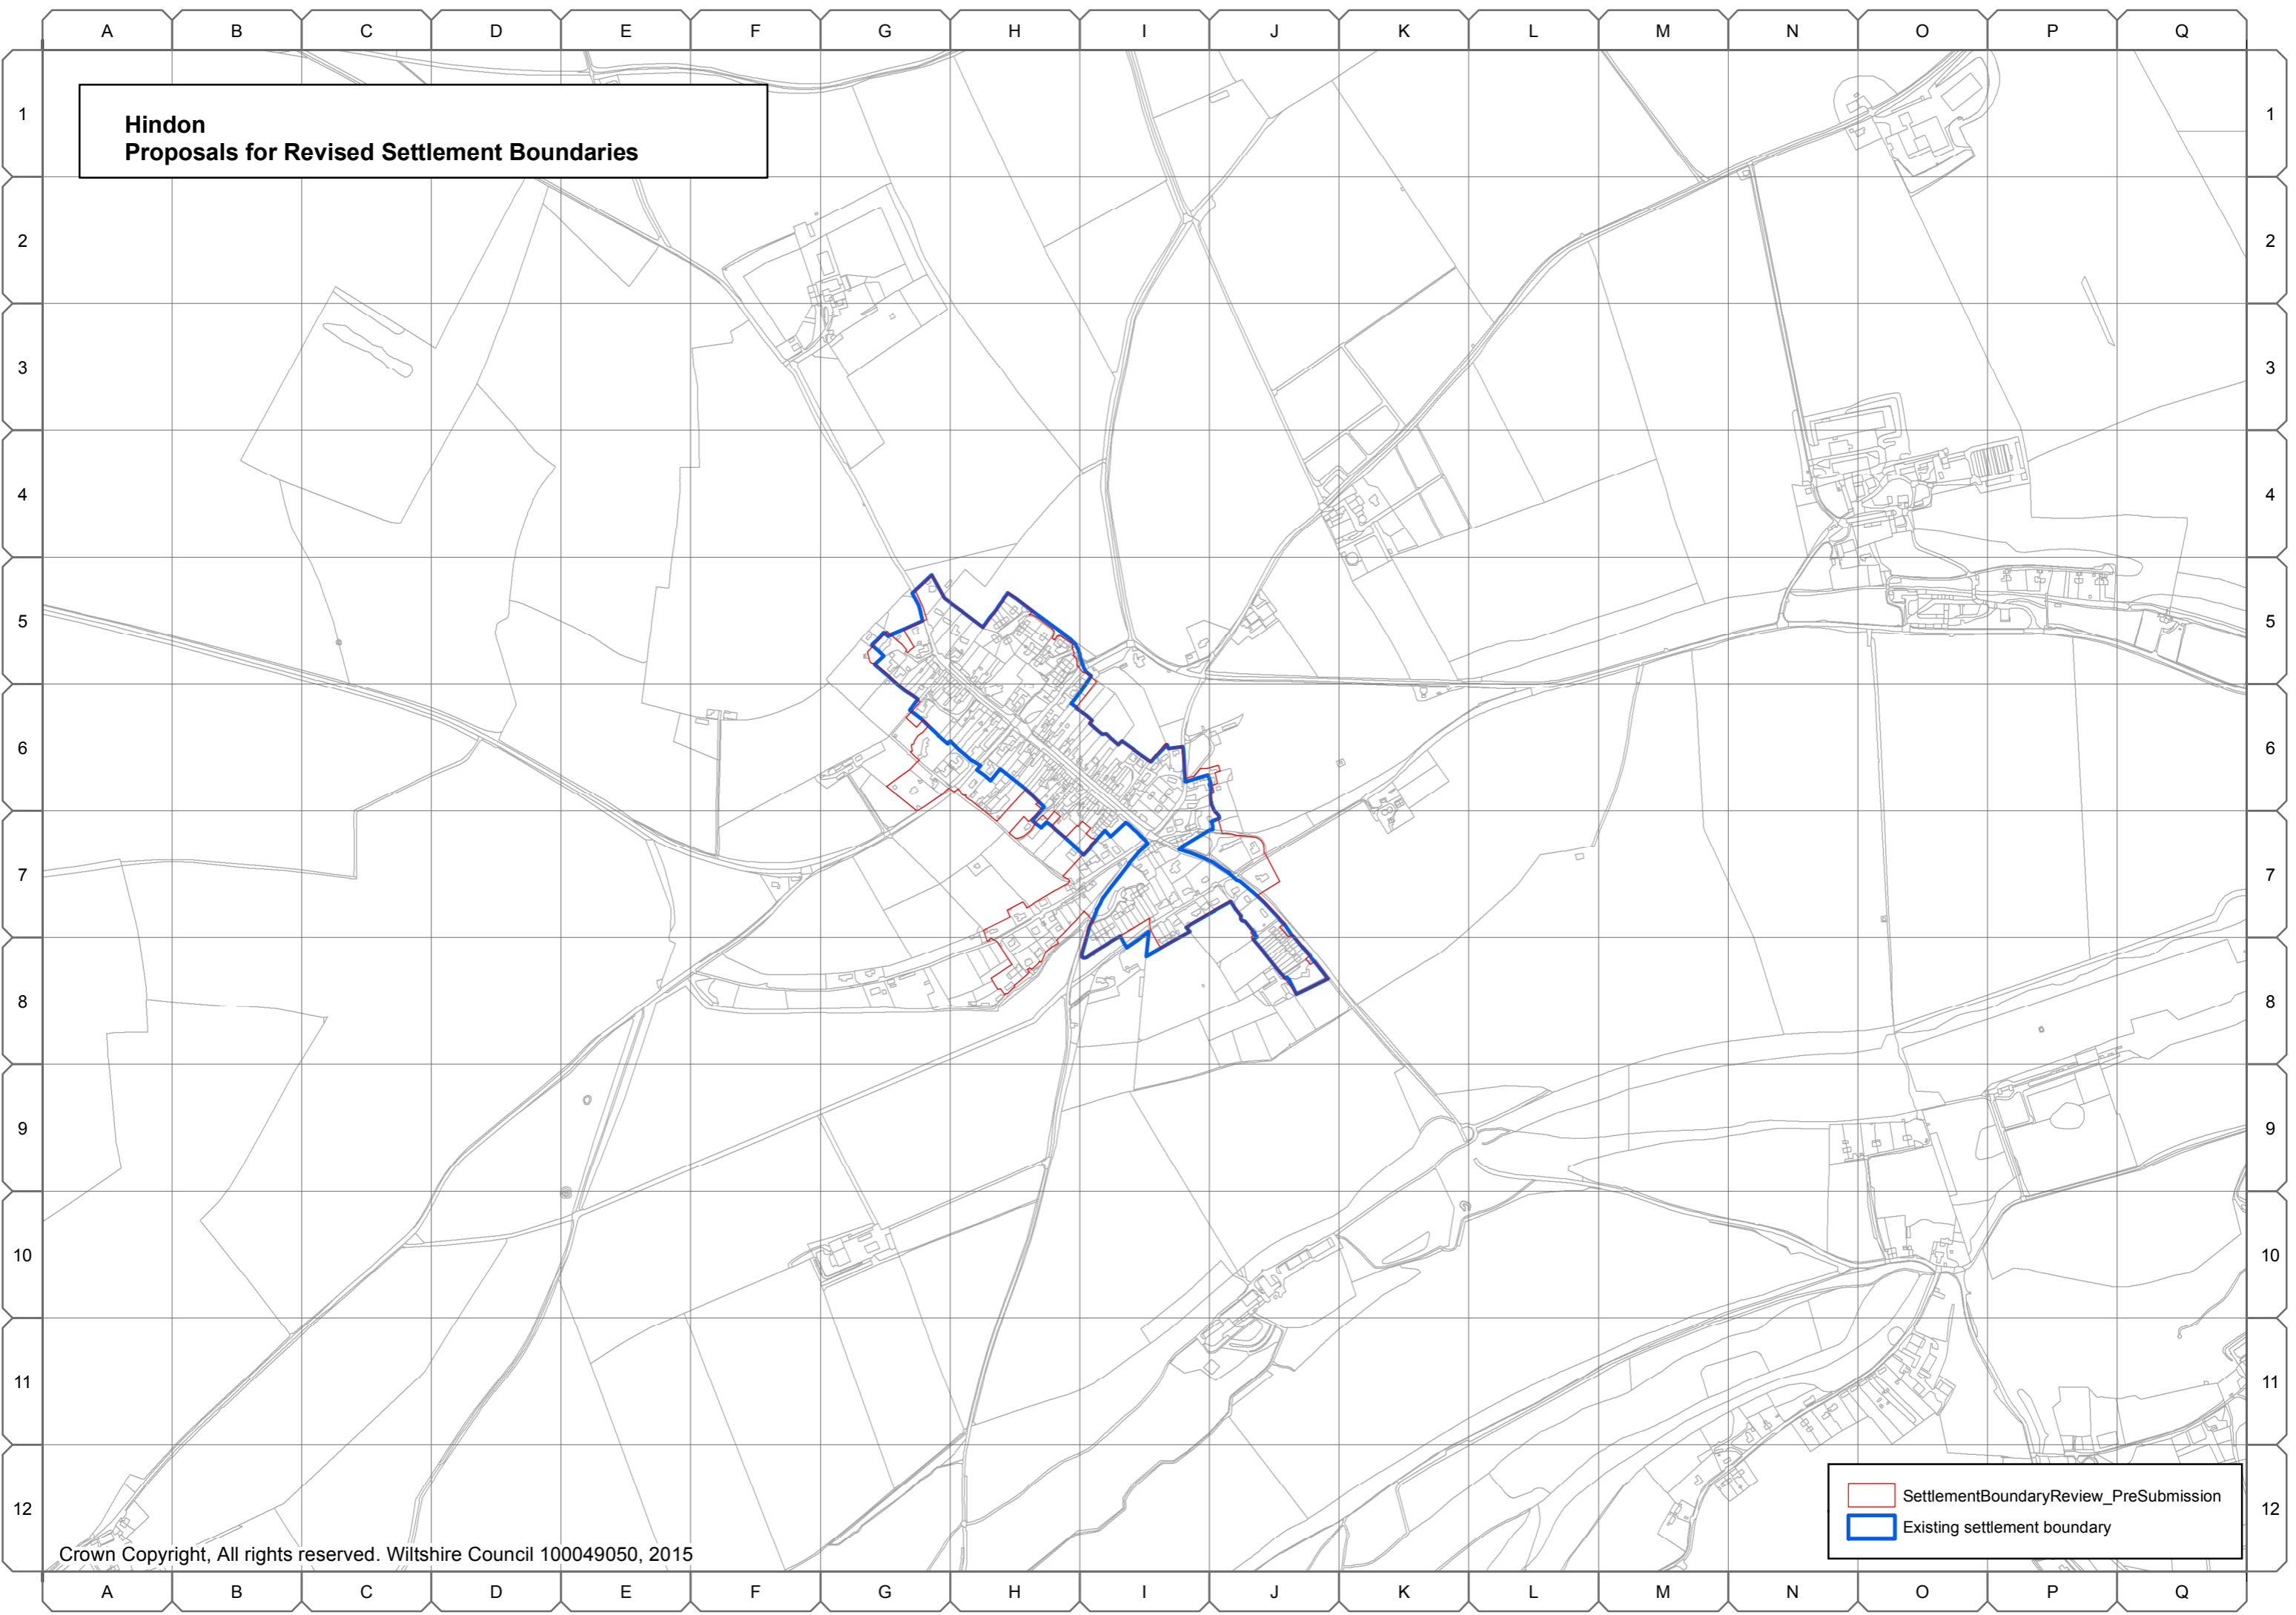 A B C D E F G H I J K L M N O P Q
Hindon
Proposals for Revised Settlement Boundaries
1 1
2 2
3 3
4 4
5 5
6 6
7 7
8 8
9 9
10 10
11 11
12 12
SettlementBoundaryReview_PreSubmission
Existing settlement boundary
Crown Copyright, All rights reserved. Wiltshire Council 100049050, 2015
A B C D E F G H I J K L M N O P Q